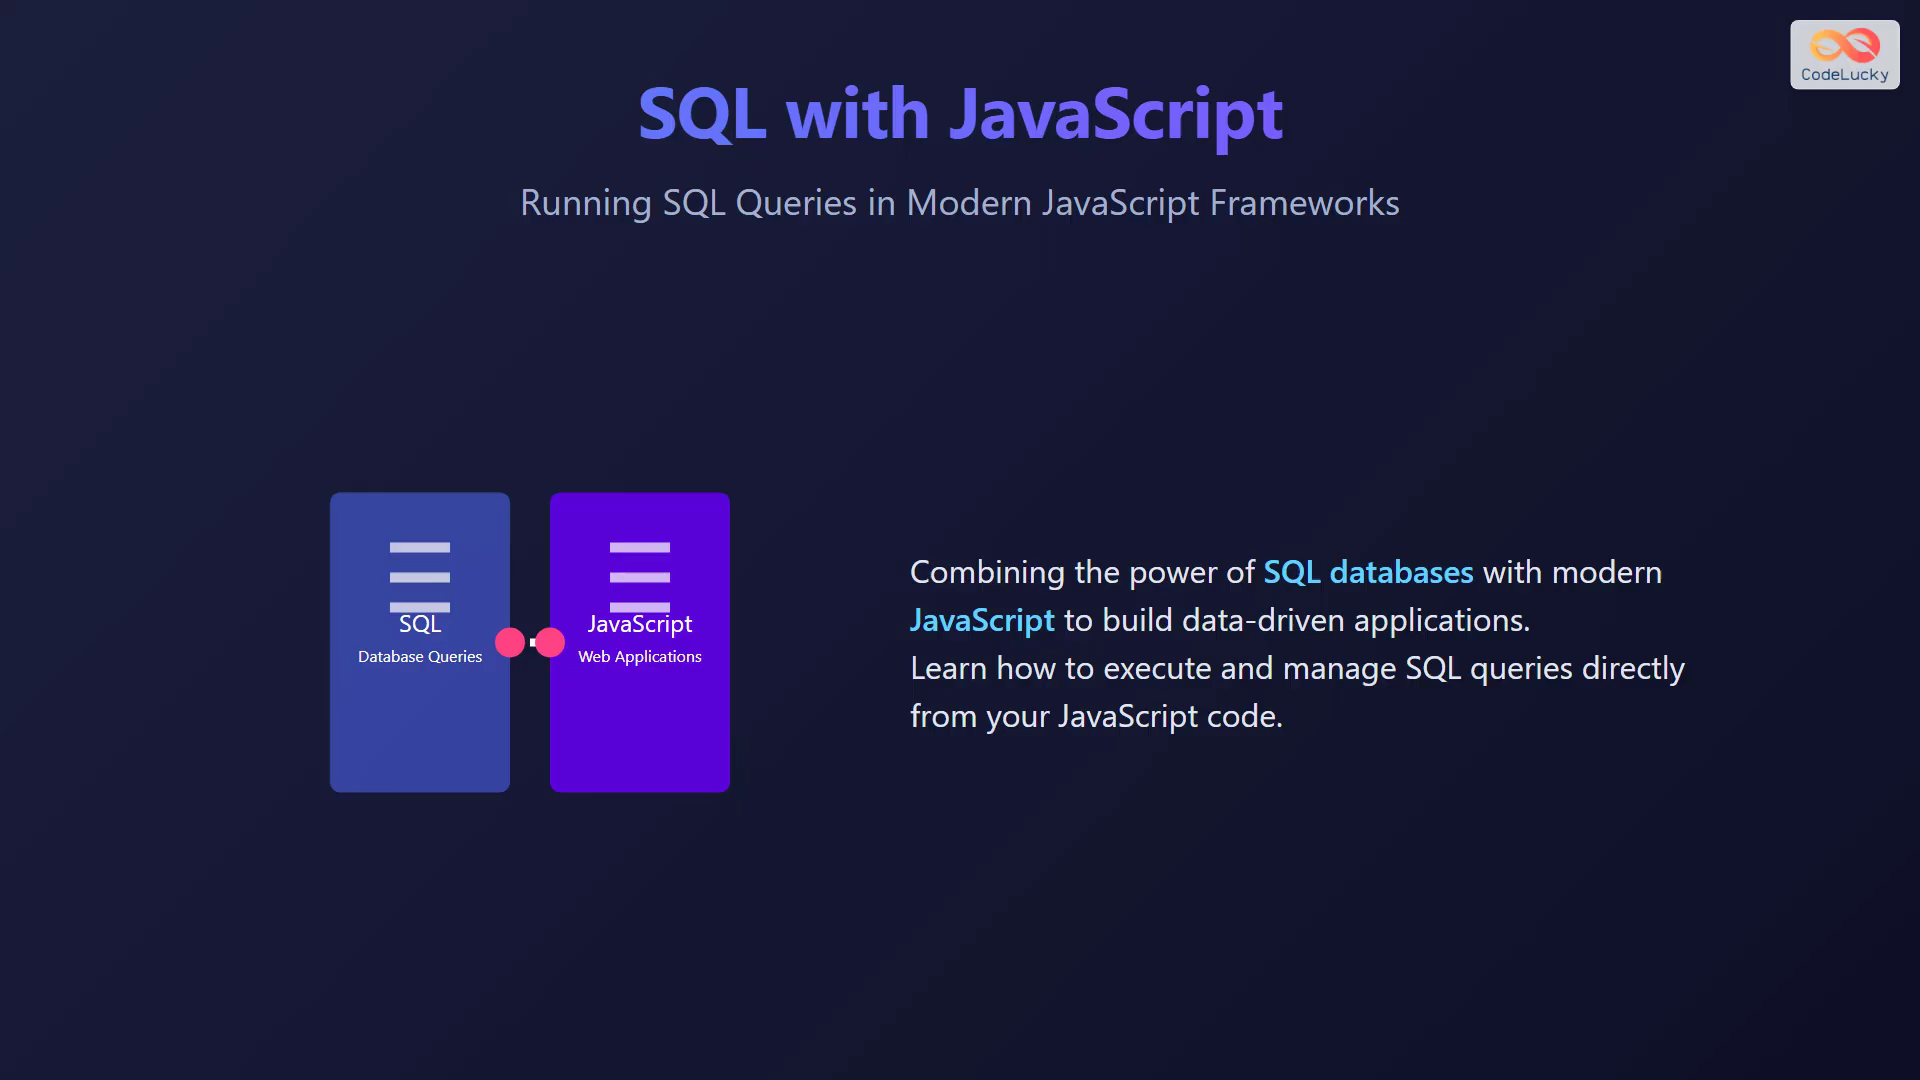 CodeLucky
SQL with JavaScript
Running SQL Queries in Modern JavaScript Frameworks
SQL
Database Queries
JavaScript
Web Applications
Combining the power of SQL databases with modern
JavaScript to build data-driven applications.
Learn how to execute and manage SQL queries directly
from your JavaScript code.